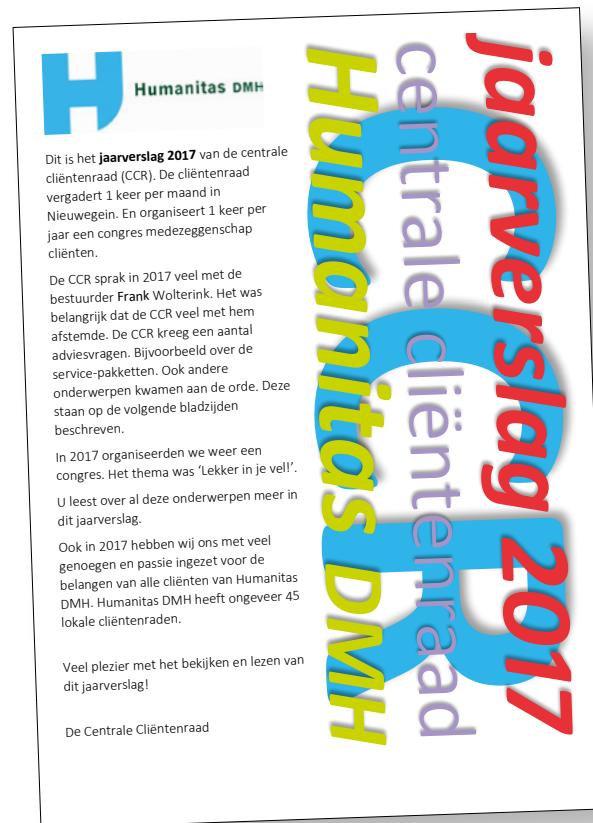 Humanitas DMH
Dit is het jaarverslag 2017 van de centrale
cliëntenraad (CCR). De cliëntenraad
vergadert 1 keer per maand in
Nieuwegein. En organiseert 1 keer per
jaar een congres medezeggenschap
cliënten.
De CCR sprak in 2017 veel met de
bestuurder Frank Wolterink. Het was
belangrijk dat de CCR veel met hem
afstemde. De CCR kreeg een aantal
adviesvragen. Bijvoorbeeld over de
service-pakketten. Ook andere
onderwerpen kwamen aan de orde. Deze
staan op de volgende bladzijden
beschreven.
In 2017 organiseerden we weer een
congres. Het thema was ‘Lekker in je vel!’.
U leest over al deze onderwerpen meer in
dit jaarverslag.
Ook in 2017 hebben wij ons met veel
genoegen en passie ingezet voor de
belangen van alle cliënten van Humanitas
DMH. Humanitas DMH heeft ongeveer 45
lokale cliëntenraden.
Veel plezier met het bekijken en lezen van
dit jaarverslag!
De Centrale Cliëntenraad
jaarverslag 2017
centrale cliëntenraad
Humanitas DMH
CCR